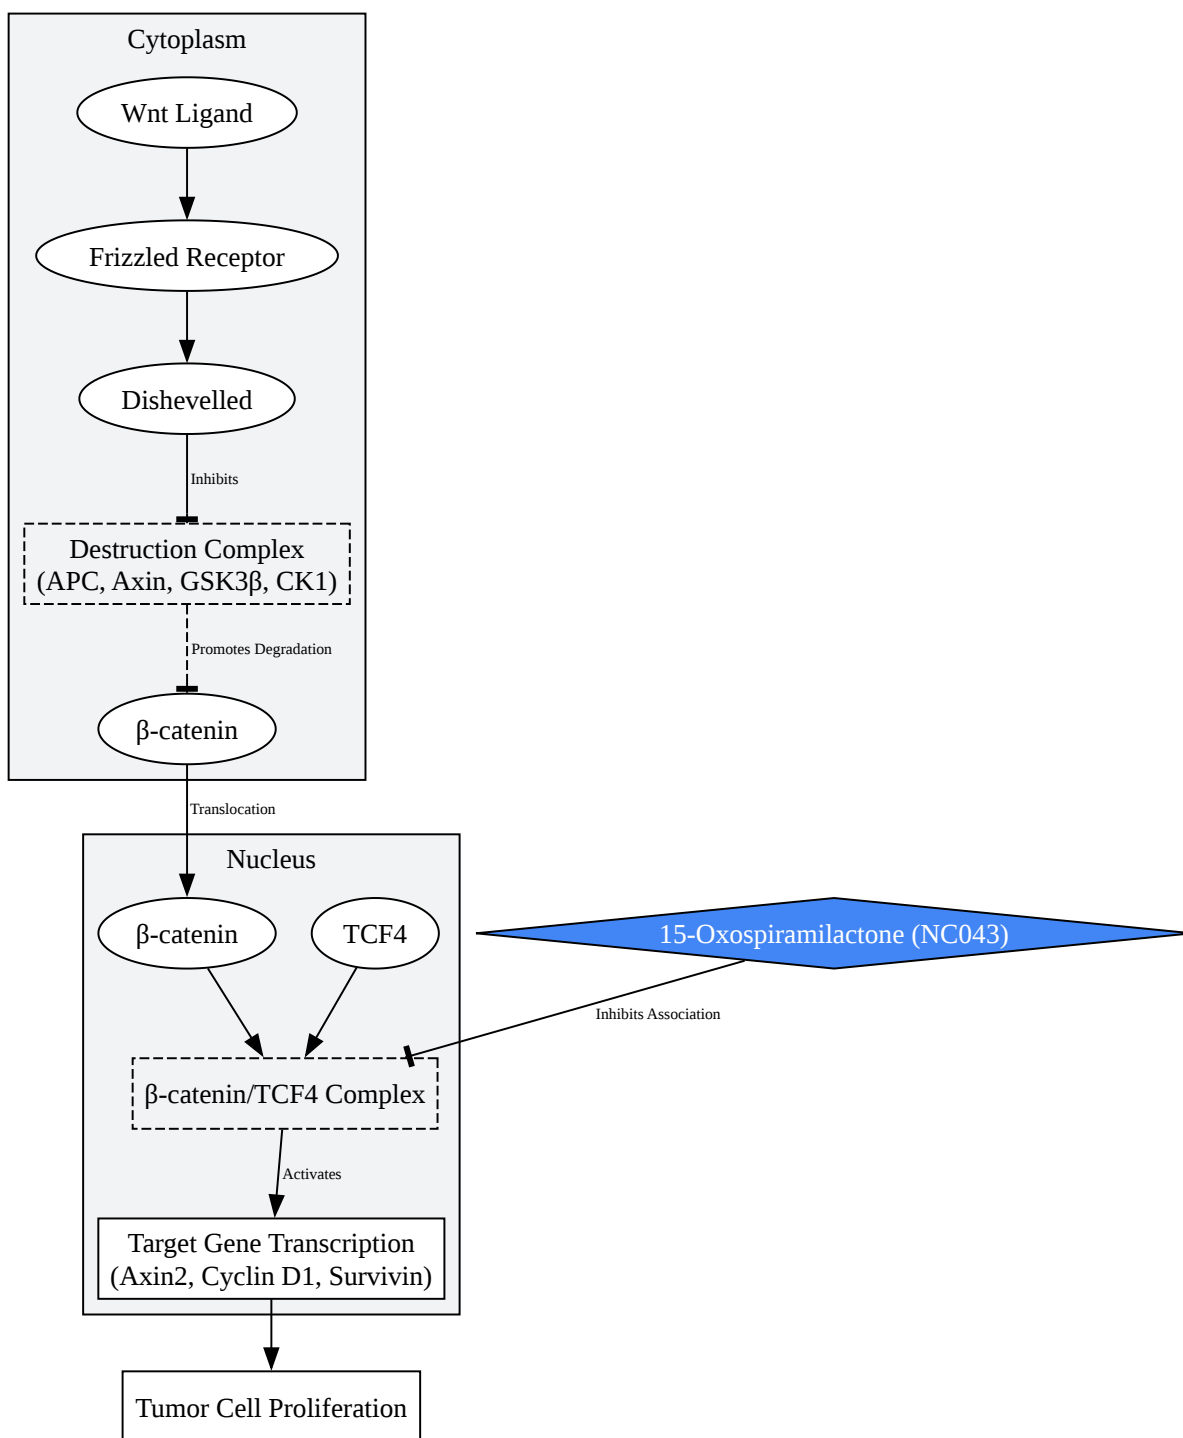 Cytoplasm
Wnt Ligand
Frizzled Receptor
Dishevelled
Inhibits
Destruction Complex
(APC, Axin, GSK3β, CK1)
Promotes Degradation
β-catenin
Translocation
Nucleus
β-catenin
TCF4
15-Oxospiramilactone (NC043)
Inhibits Association
β-catenin/TCF4 Complex
Activates
Target Gene Transcription
(Axin2, Cyclin D1, Survivin)
Tumor Cell Proliferation